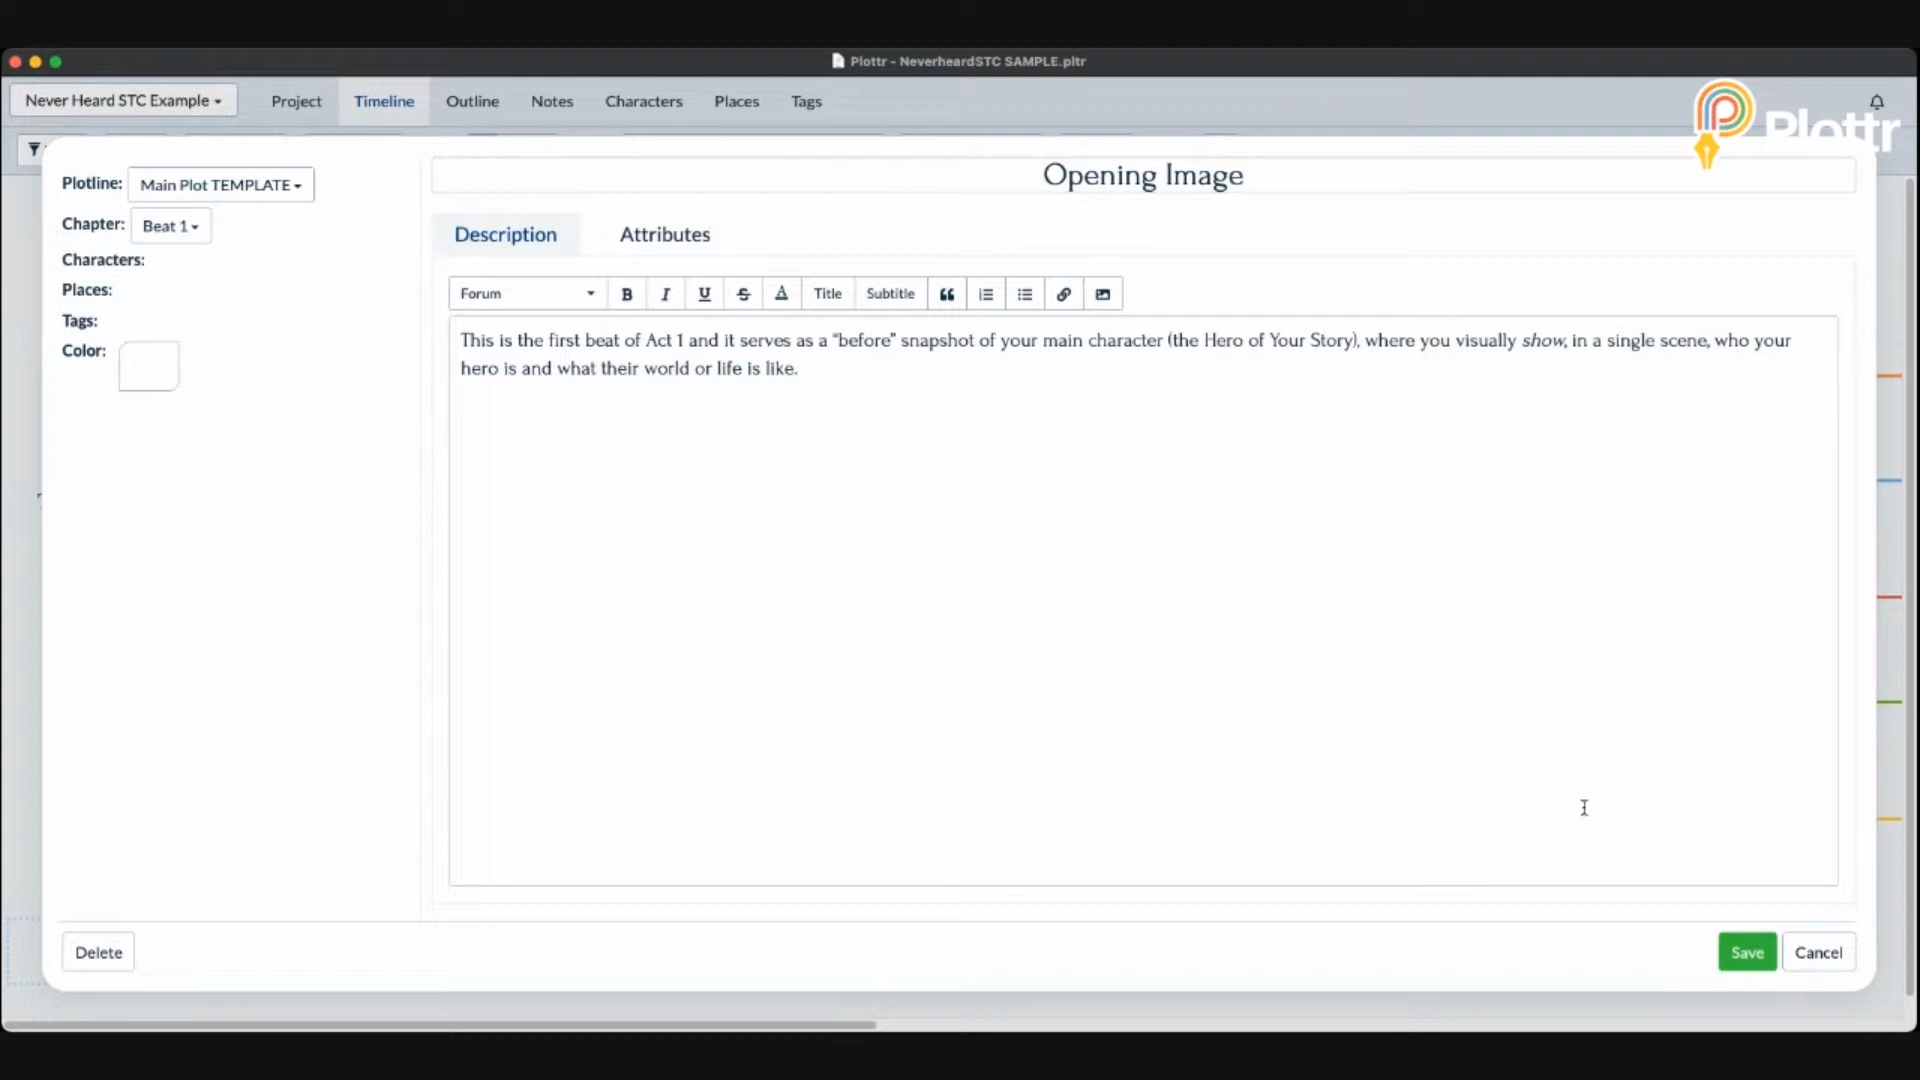 Plottr - NeverheardSTC SAMPLE.pltr
Never Heard STC Example
Project
Timeline
Outline
Notes
Characters
Places
Tags
Plottr
Plotline:
Main Plot TEMPLATE
Chapter:
Beat 1
Characters:
Places:
Tags:
Color:
Opening Image
Description
Attributes
Forum
B
I
U
S
A
Title
Subtitle
This is the first beat of Act 1 and it serves as a “before” snapshot of your main character (the Hero of Your Story), where you visually show, in a single scene, who your
hero is and what their world or life is like.
Delete
Save
Cancel